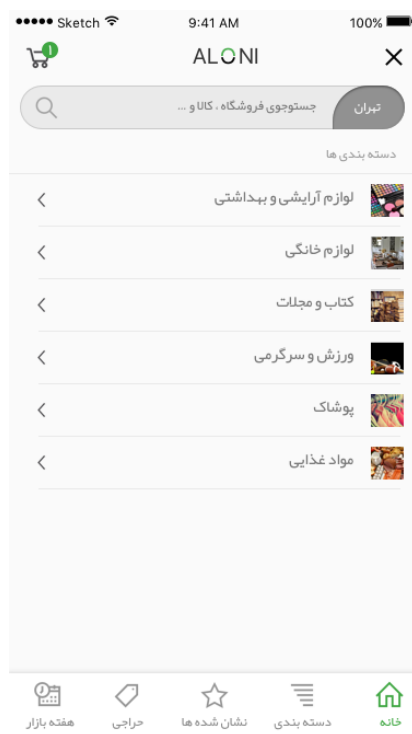 Sketch 9:41 AM 100%
1 ALONI
تهران جستوجوی فروشگاه ، کالا و ...
دسته بندی ها
لوازم آرایشی و بهداشتی
لوازم خانگی
کتاب و مجلات
ورزش و سرگرمی
پوشاک
مواد غذایی
خانه دسته بندی نشان شده ها حراجی هفته بازار